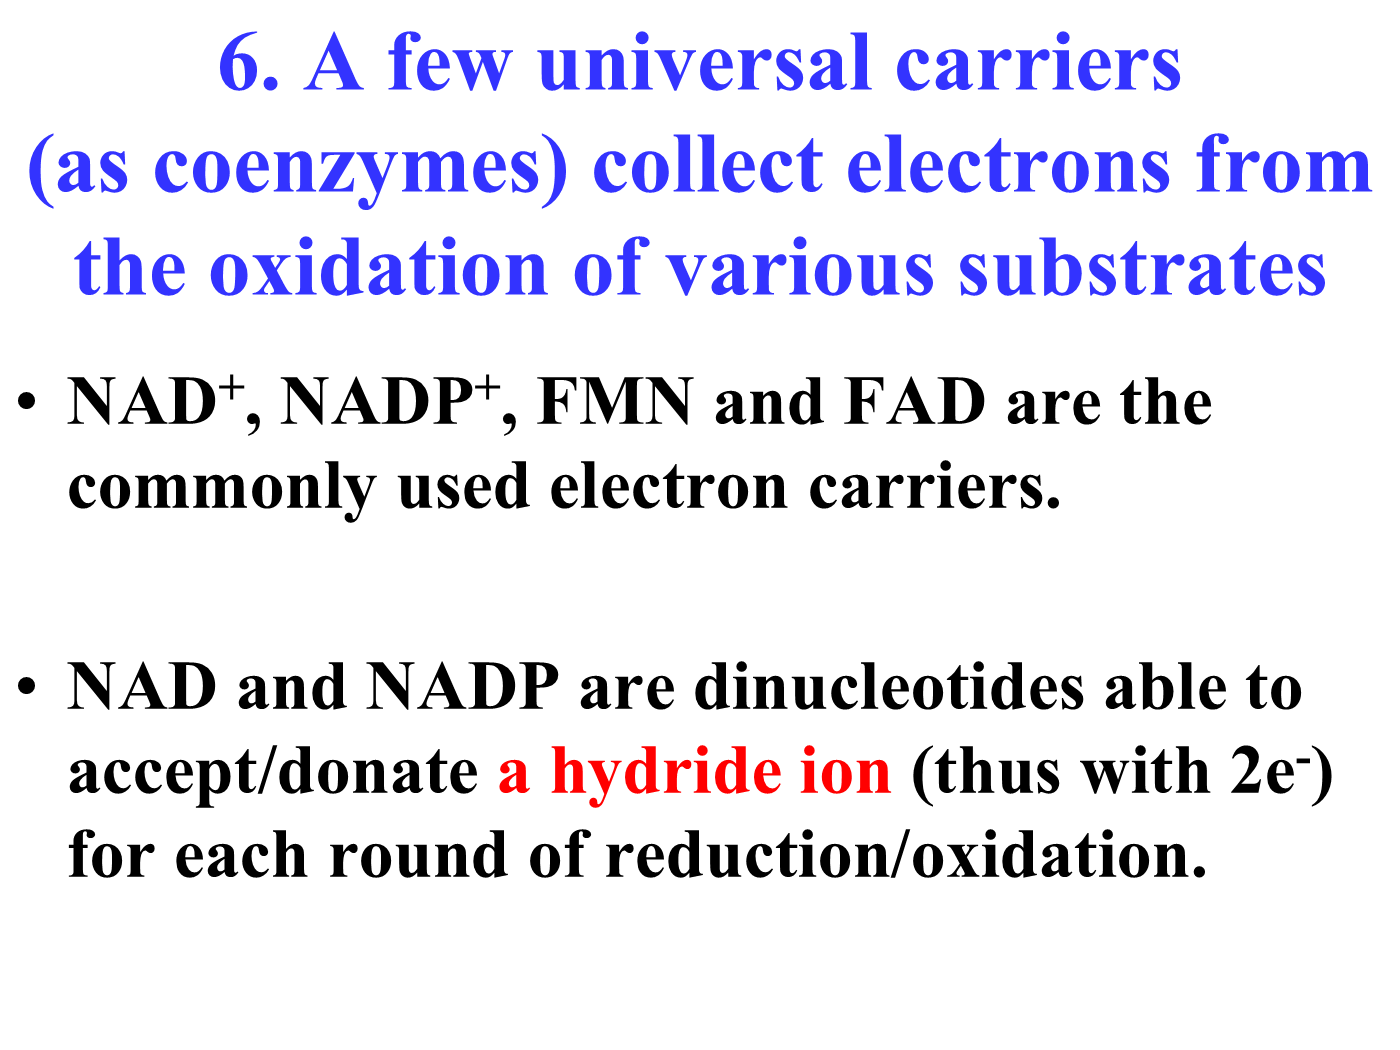 6. A few universal carriers
(as coenzymes) collect electrons from
the oxidation of various substrates
• NAD⁺, NADP⁺, FMN and FAD are the
commonly used electron carriers.
• NAD and NADP are dinucleotides able to
accept/donate a hydride ion (thus with 2e⁻)
for each round of reduction/oxidation.